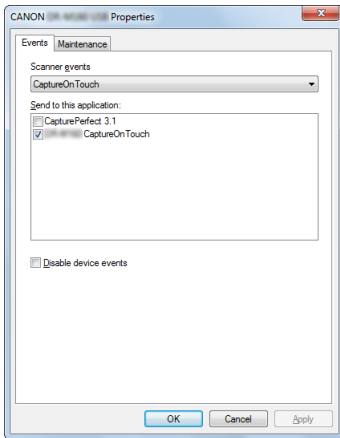 CANON Properties
Events Maintenance
Scanner events
CaptureOnTouch
Send to this application:
CapturePerfect 3.1
CaptureOnTouch
Disable device events
OK Cancel Apply